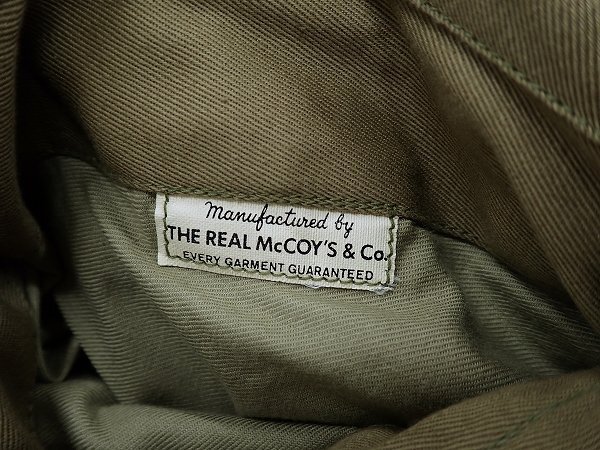 Manufactured by
THE REAL McCOY'S & Co.
EVERY GARMENT GUARANTEED